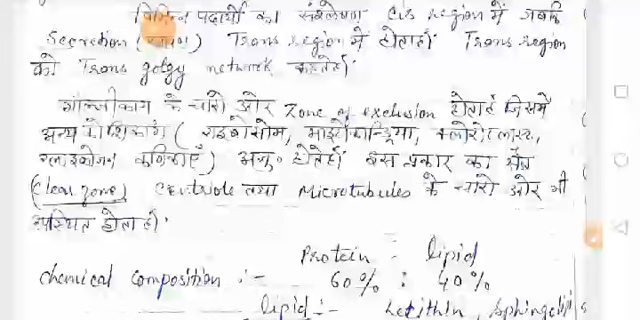 विभिन्न पदार्थो का संश्लेषण Cis region में जबकि
Secretion ( ) Trans region में होताहै। Trans region
को Trans golgy network कहतेहै।
गॉल्जीकाय के चारो ओर Zone of exclusion होताहै जिसमें
अन्य कोशिकांग ( राइबोसोम, माइटोकान्ड्रिया, क्लोरोप्लास्ट,
ग्लाइकोजन कणिकाएँ ) अनु० होतेहै। इस प्रकार का क्षेत्र
(Clear zone) Centriole तथा Microtubules के चारो ओर भी
उपस्थित होता है।
Protein : lipid
Chemical composition :- 60% : 40%
lipid :- Lecithin, Sphingolipi